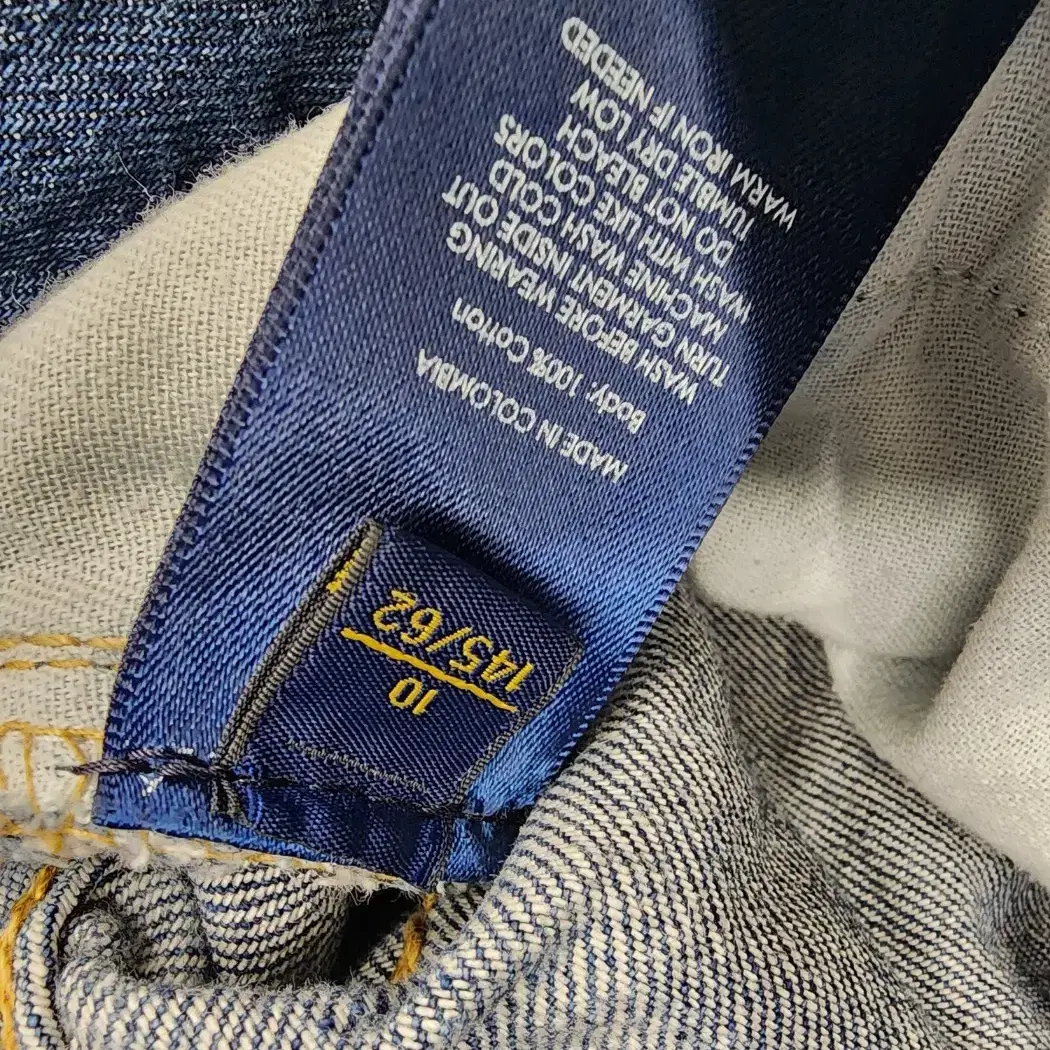 10
145/62
MADE IN COLOMBIA
Body: 100% Cotton
WASH BEFORE WEARING
TURN GARMENT INSIDE OUT
MACHINE WASH COLD
WASH WITH LIKE COLORS
DO NOT BLEACH
TUMBLE DRY LOW
WARM IRON IF NEEDED